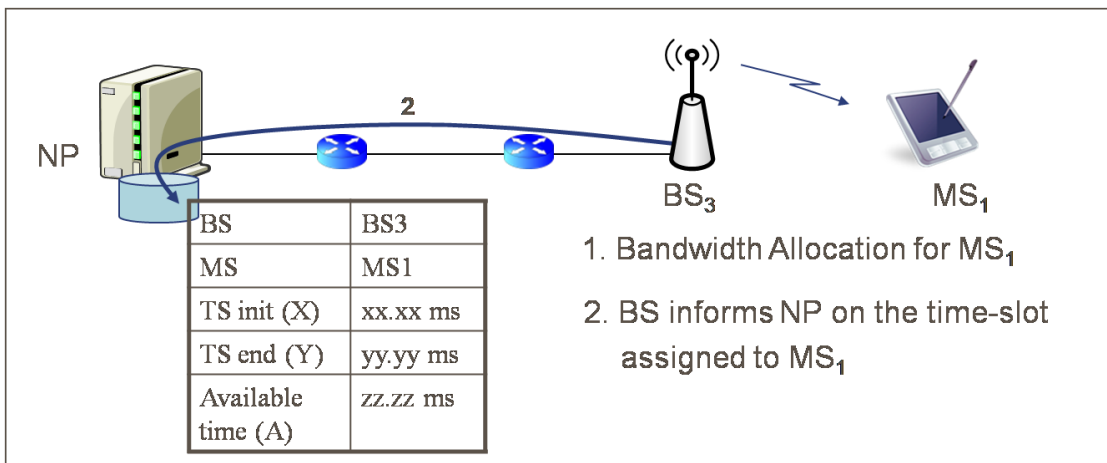 2
NP
BS₃
MS₁
BS BS3
MS MS1
TS init (X) xx.xx ms
TS end (Y) yy.yy ms
Available zz.zz ms
time (A)
1. Bandwidth Allocation for MS₁
2. BS informs NP on the time-slot
assigned to MS₁